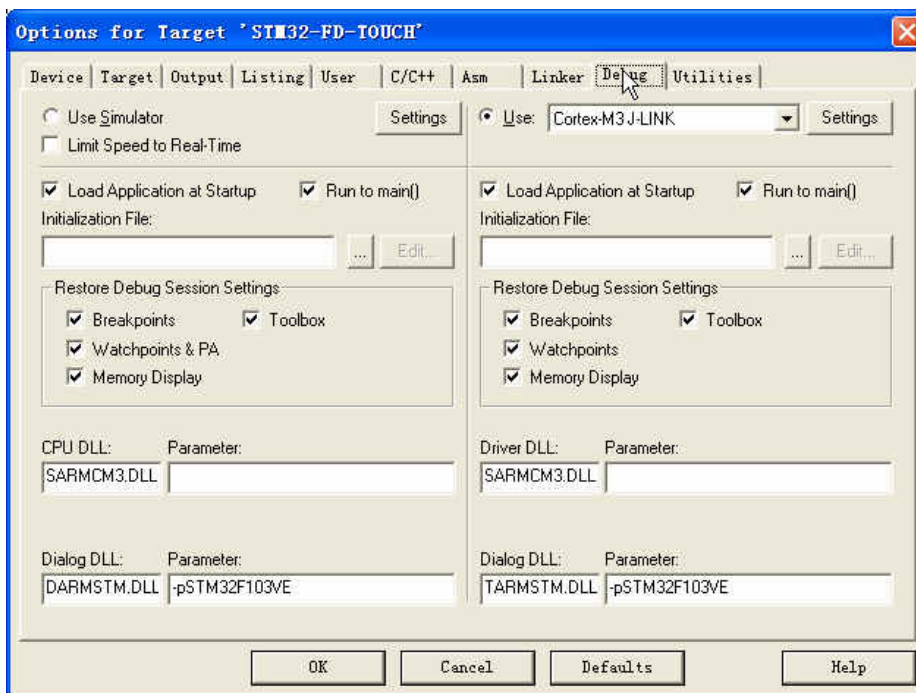 Options for Target 'STM32-FD-TOUCH'
Device Target Output Listing User C/C++ Asm Linker Debug Utilities
Use Simulator Settings Use: Cortex-M3 J-LINK Settings
Limit Speed to Real-Time
Load Application at Startup Run to main() Load Application at Startup Run to main()
Initialization File: Initialization File:
... Edit... ... Edit...
Restore Debug Session Settings Restore Debug Session Settings
Breakpoints Toolbox Breakpoints Toolbox
Watchpoints & PA Watchpoints
Memory Display Memory Display
CPU DLL: Parameter: Driver DLL: Parameter:
SARMCM3.DLL SARMCM3.DLL
Dialog DLL: Parameter: Dialog DLL: Parameter:
DARMSTM.DLL -pSTM32F103VE TARMSTM.DLL -pSTM32F103VE
OK Cancel Defaults Help